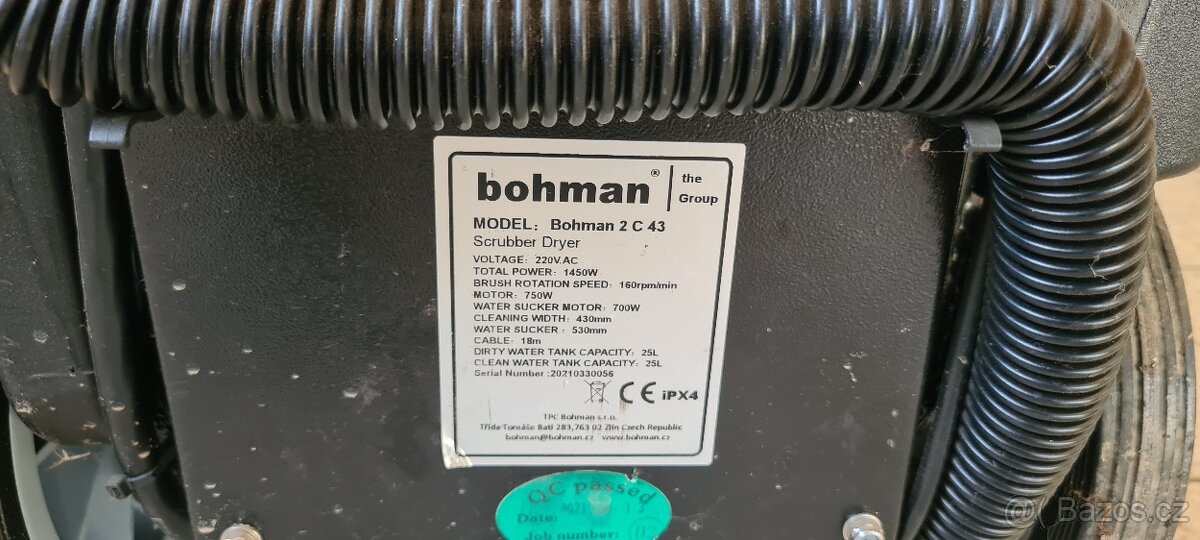 bohman® the Group
MODEL: Bohman 2 C 43
Scrubber Dryer
VOLTAGE: 220V.AC
TOTAL POWER: 1450W
BRUSH ROTATION SPEED: 160rpm/min
MOTOR: 750W
WATER SUCKER MOTOR: 700W
CLEANING WIDTH: 430mm
WATER SUCKER: 530mm
CABLE: 18m
DIRTY WATER TANK CAPACITY: 25L
CLEAN WATER TANK CAPACITY: 25L
Serial Number:20210330056
CE iPX4
TPC Bohman s.r.o.
Třída Tomáše Bati 283,763 02 Zlín Czech Republic
bohman@bohman.cz www.bohman.cz
QC passed
Date: 2021
Job number: 07
Bazos.cz